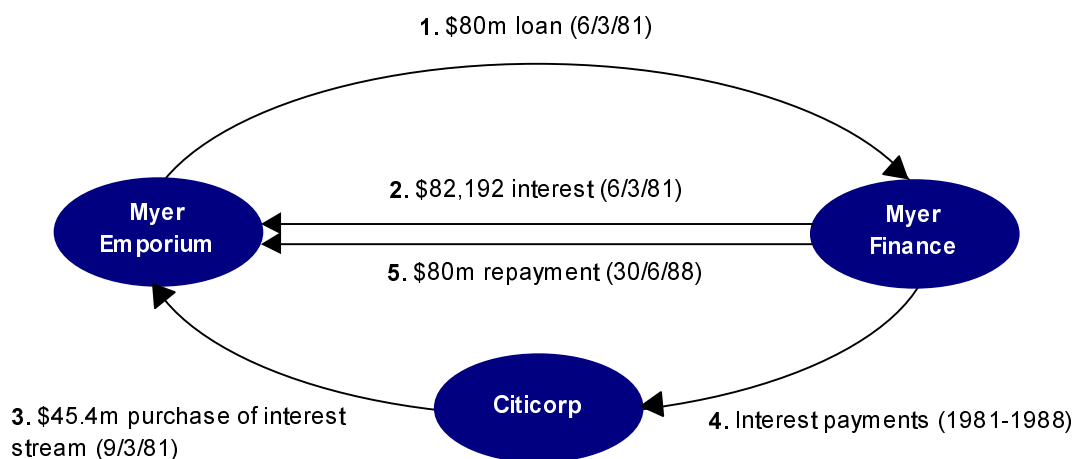 1. $80m loan (6/3/81)
2. $82,192 interest (6/3/81)
Myer
Emporium
Myer
Finance
5. $80m repayment (30/6/88)
Citicorp
3. $45.4m purchase of interest
stream (9/3/81)
4. Interest payments (1981-1988)